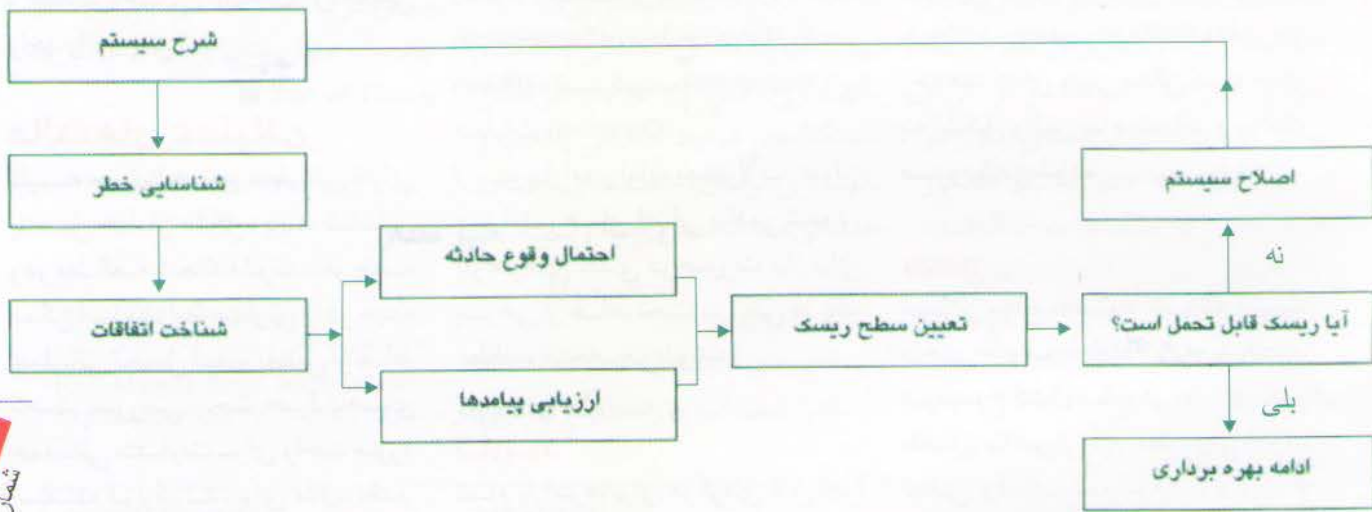 شرح سیستم
شناسایی خطر
شناخت اتفاقات
احتمال وقوع حادثه
ارزیابی پیامدها
تعیین سطح ریسک
آیا ریسک قابل تحمل است؟
نه
اصلاح سیستم
بلی
ادامه بهره برداری